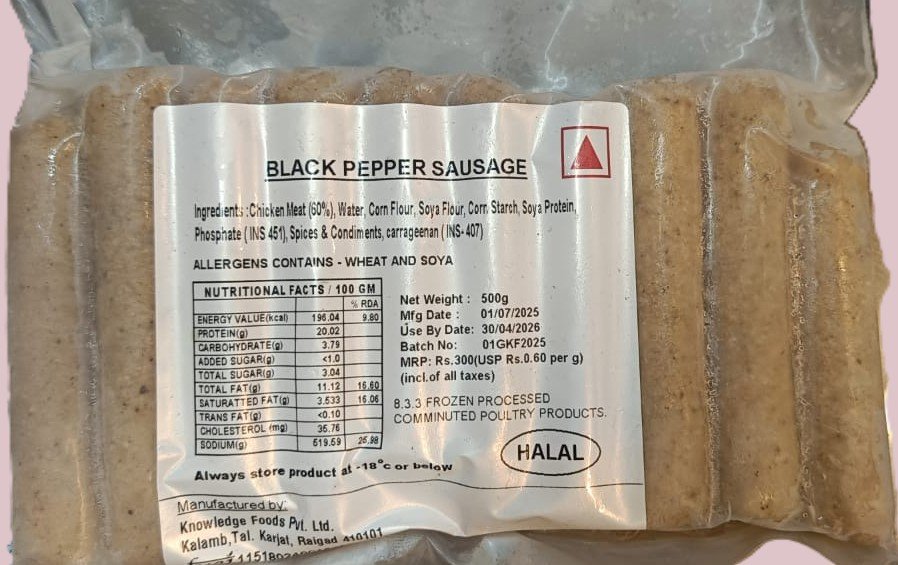 BLACK PEPPER SAUSAGE
Ingredients :Chicken Meat (60%), Water, Corn Flour, Soya Flour, Corn Starch, Soya Protein,
Phosphate ( INS 451), Spices & Condiments, carrageenan ( INS- 407)
ALLERGENS CONTAINS - WHEAT AND SOYA
NUTRITIONAL FACTS / 100 GM
% RDA
ENERGY VALUE(kcal) 196.04 9.80
PROTEIN(g) 20.02
CARBOHYDRATE(g) 3.79
ADDED SUGAR(g) <1.0
TOTAL SUGAR(g) 3.04
TOTAL FAT(g) 11.12 16.60
SATURATTED FAT(g) 3.533 16.06
TRANS FAT(g) <0.10
CHOLESTEROL (mg) 35.76
SODIUM(g) 519.59 25.98
Net Weight : 500g
Mfg Date : 01/07/2025
Use By Date: 30/04/2026
Batch No: 01GKF2025
MRP: Rs.300(USP Rs.0.60 per g)
(incl.of all taxes)
8.3.3 FROZEN PROCESSED
COMMINUTED POULTRY PRODUCTS.
HALAL
Always store product at -18°c or below
Manufactured by:
Knowledge Foods Pvt. Ltd.
Kalamb,Tal. Karjat, Raigad 410101